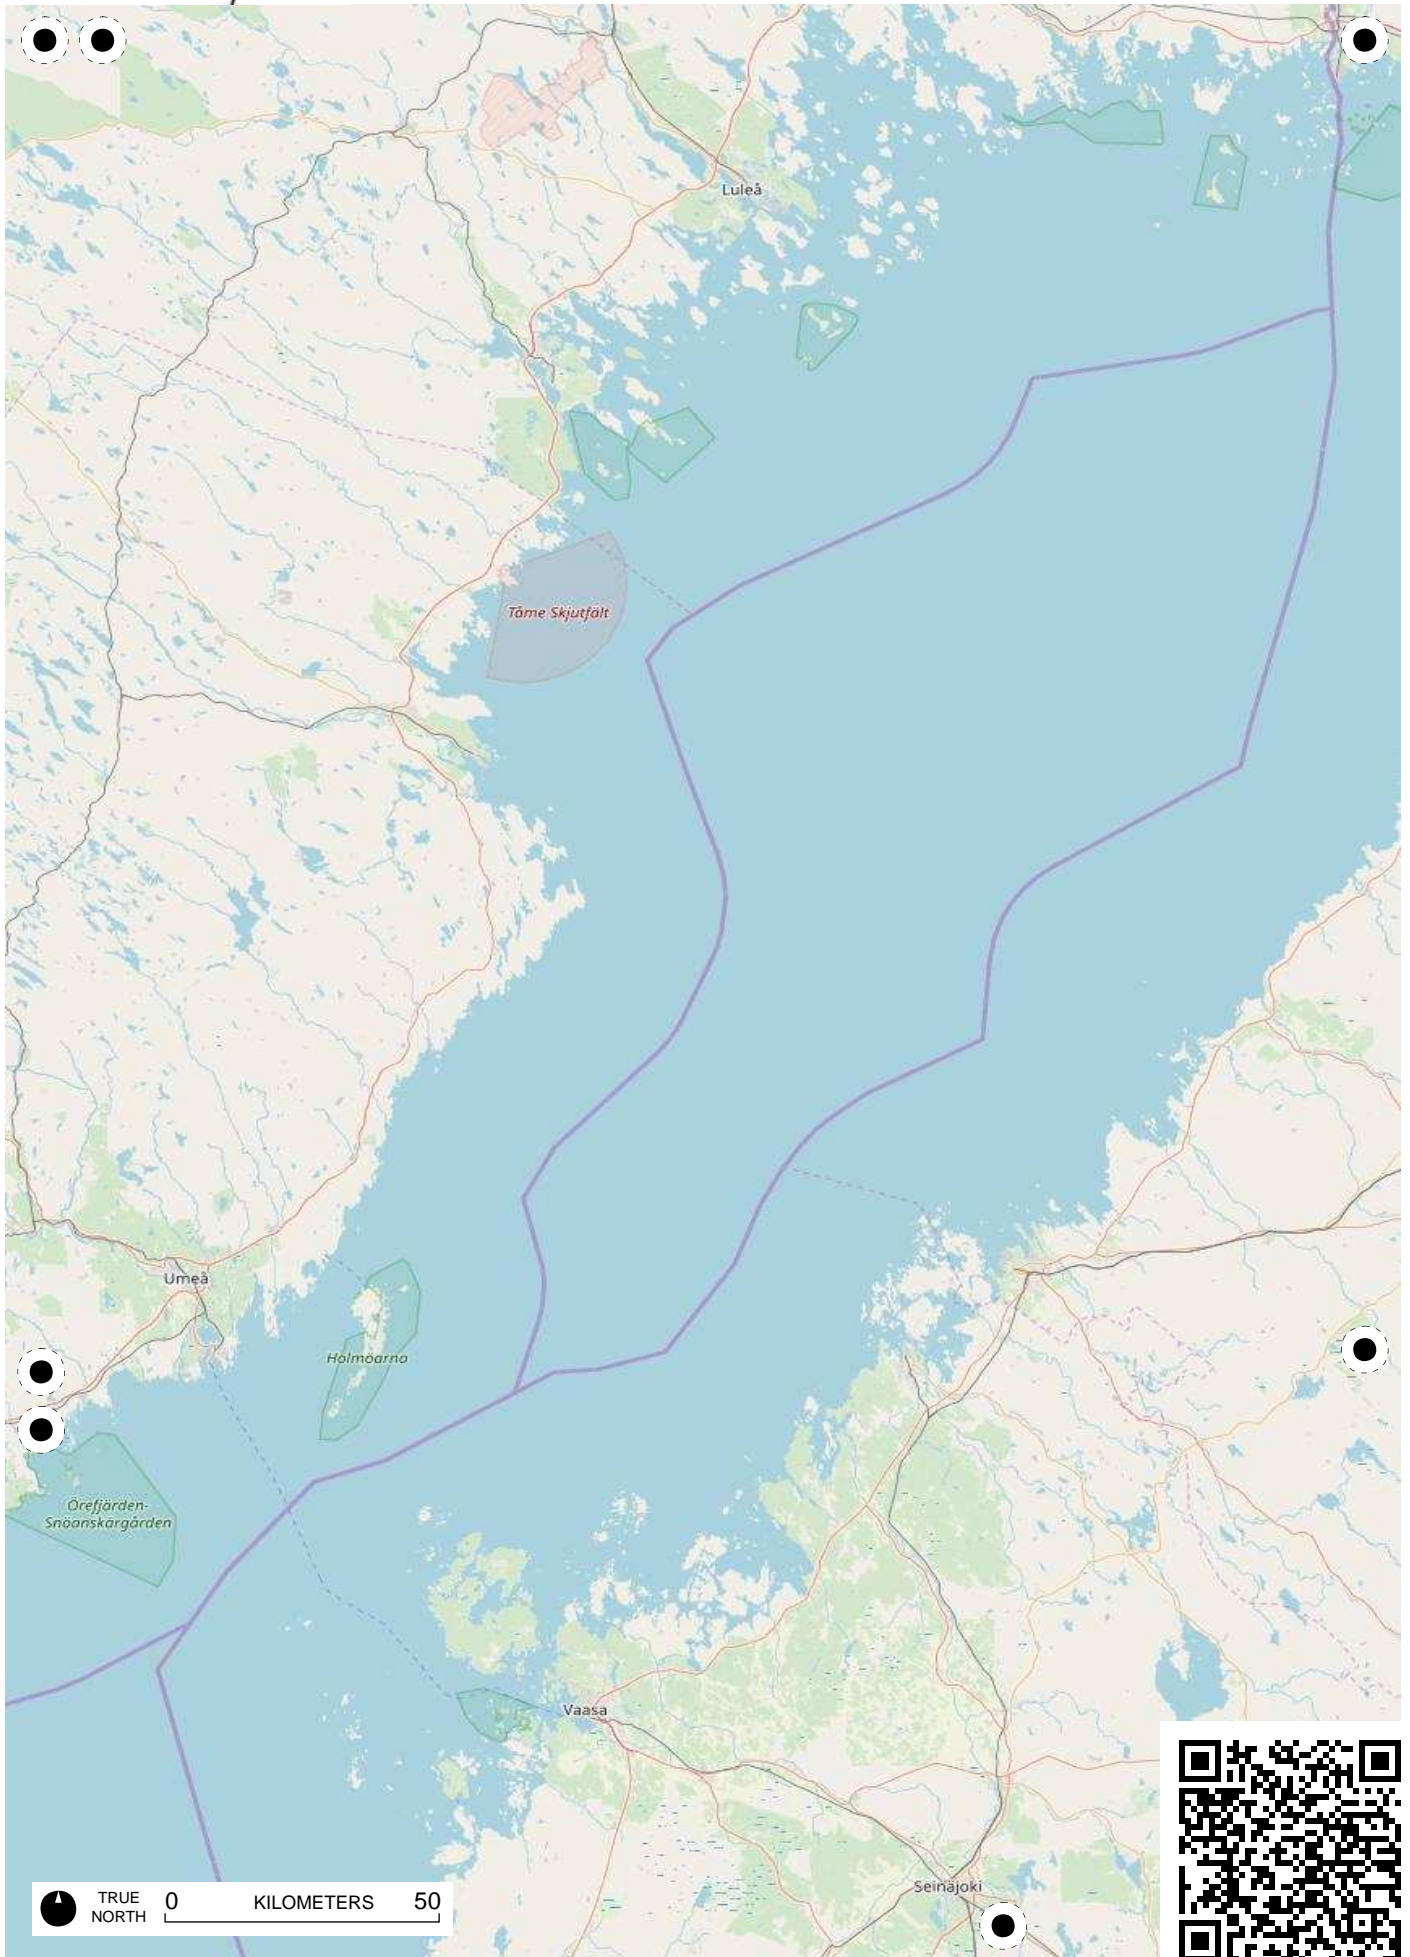 Luleå
Tåme Skjutfält
Umeå
Holmöarna
Örefjärden-
Snöanskärgården
Vaasa
Seinäjoki
TRUE
NORTH
0 KILOMETERS 50